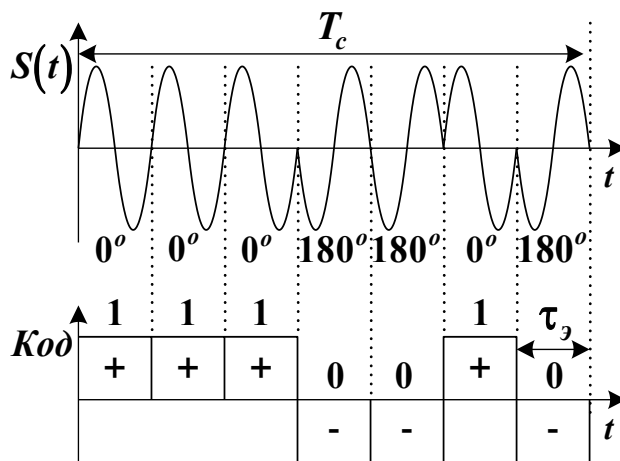 T_c
S(t)
t
0° 0° 0° 180° 180° 0° 180°
1 1 1 1 τ_э
Код + + + 0 0 + 0
- - -
t